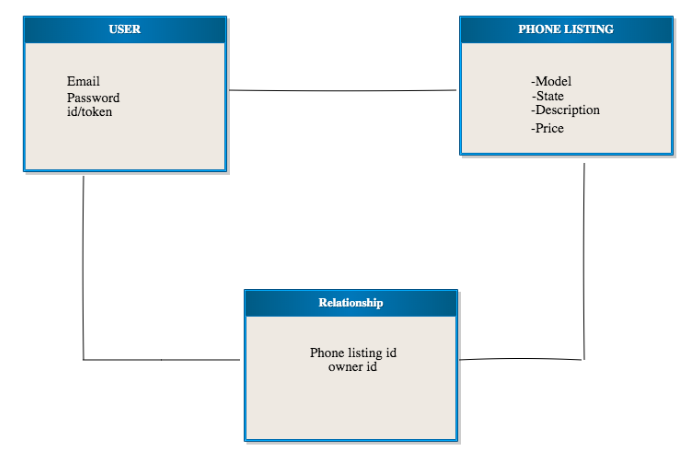 USER
Email
Password
id/token
PHONE LISTING
-Model
-State
-Description
-Price
Relationship
Phone listing id
owner id